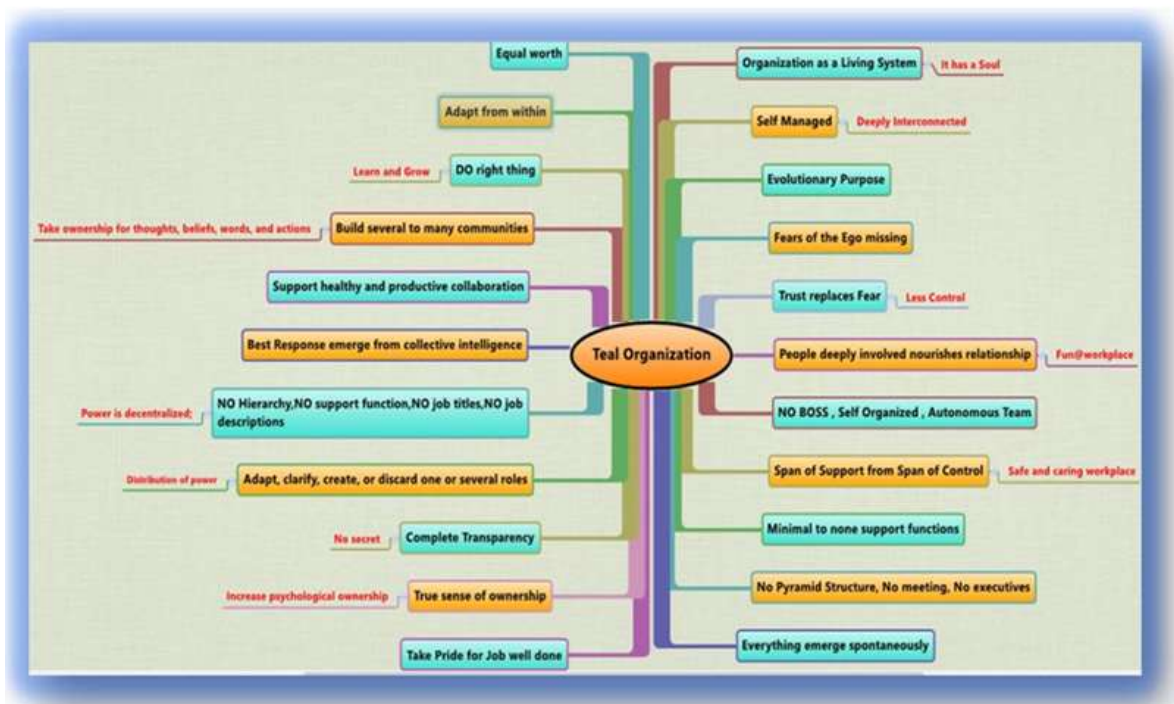 Equal worth
Adapt from within
Learn and Grow
DO right thing
Take ownership for thoughts, beliefs, words, and actions
Build several to many communities
Support healthy and productive collaboration
Best Response emerge from collective intelligence
Power is decentralized;
NO Hierarchy,NO support function,NO job titles,NO job
descriptions
Distribution of power
Adapt, clarify, create, or discard one or several roles
No secret
Complete Transparency
Increase psychological ownership
True sense of ownership
Take Pride for Job well done
Teal Organization
Organization as a Living System
It has a Soul
Self Managed
Deeply Interconnected
Evolutionary Purpose
Fears of the Ego missing
Trust replaces Fear
Less Control
People deeply involved nourishes relationship
Fun@workplace
NO BOSS , Self Organized , Autonomous Team
Span of Support from Span of Control
Safe and caring workplace
Minimal to none support functions
No Pyramid Structure, No meeting, No executives
Everything emerge spontaneously